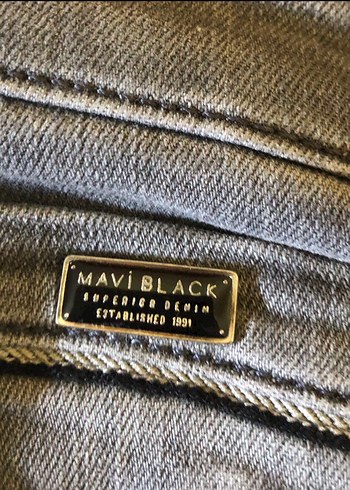 MAVİ BLACK
SUPERIOR DENIM
ESTABLISHED 1991